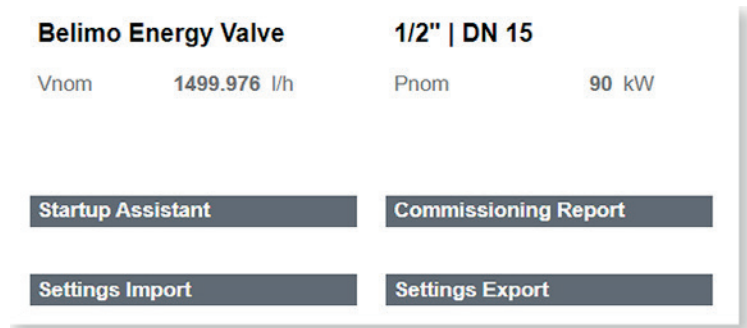 Belimo Energy Valve 1/2" | DN 15
Vnom 1499.976 l/h Pnom 90 kW
Startup Assistant Commissioning Report
Settings Import Settings Export